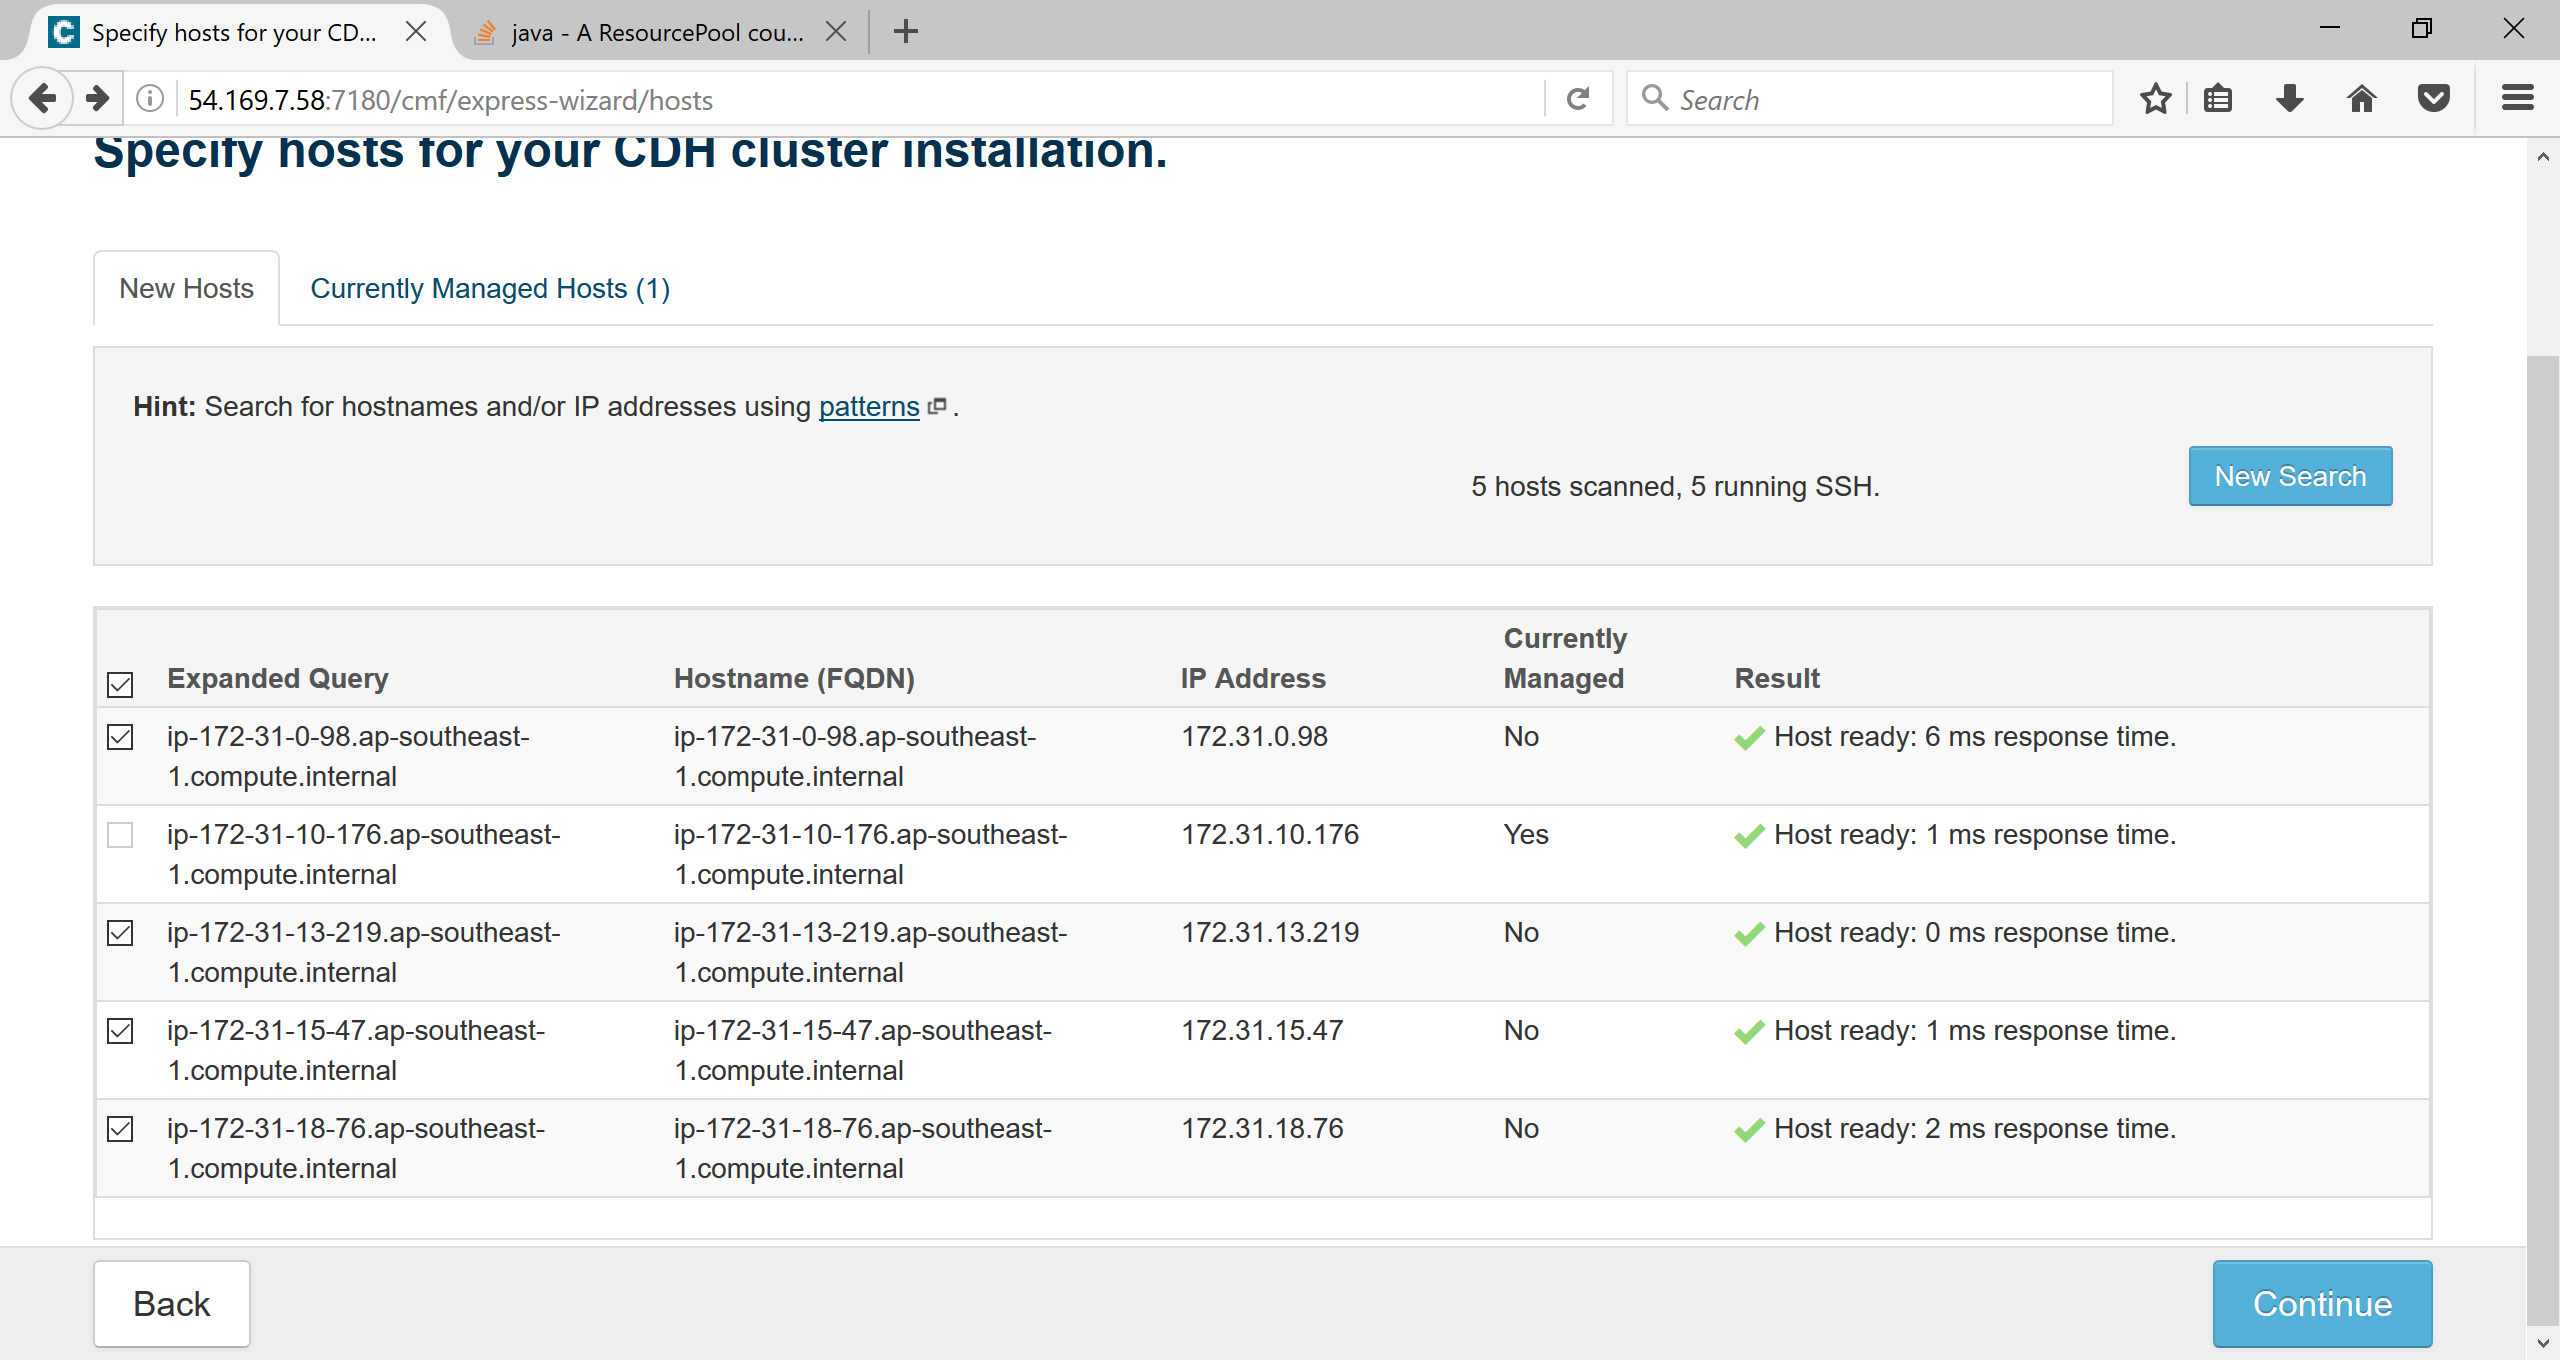 Specify hosts for your CD...
java - A ResourcePool cou...
54.169.7.58:7180/cmf/express-wizard/hosts
Search
Specify hosts for your CDH cluster installation.
New Hosts
Currently Managed Hosts (1)
Hint: Search for hostnames and/or IP addresses using patterns .
5 hosts scanned, 5 running SSH.
New Search
Currently
Expanded Query Hostname (FQDN) IP Address Managed Result
ip-172-31-0-98.ap-southeast- ip-172-31-0-98.ap-southeast- 172.31.0.98 No Host ready: 6 ms response time.
1.compute.internal 1.compute.internal
ip-172-31-10-176.ap-southeast- ip-172-31-10-176.ap-southeast- 172.31.10.176 Yes Host ready: 1 ms response time.
1.compute.internal 1.compute.internal
ip-172-31-13-219.ap-southeast- ip-172-31-13-219.ap-southeast- 172.31.13.219 No Host ready: 0 ms response time.
1.compute.internal 1.compute.internal
ip-172-31-15-47.ap-southeast- ip-172-31-15-47.ap-southeast- 172.31.15.47 No Host ready: 1 ms response time.
1.compute.internal 1.compute.internal
ip-172-31-18-76.ap-southeast- ip-172-31-18-76.ap-southeast- 172.31.18.76 No Host ready: 2 ms response time.
1.compute.internal 1.compute.internal
Back
Continue